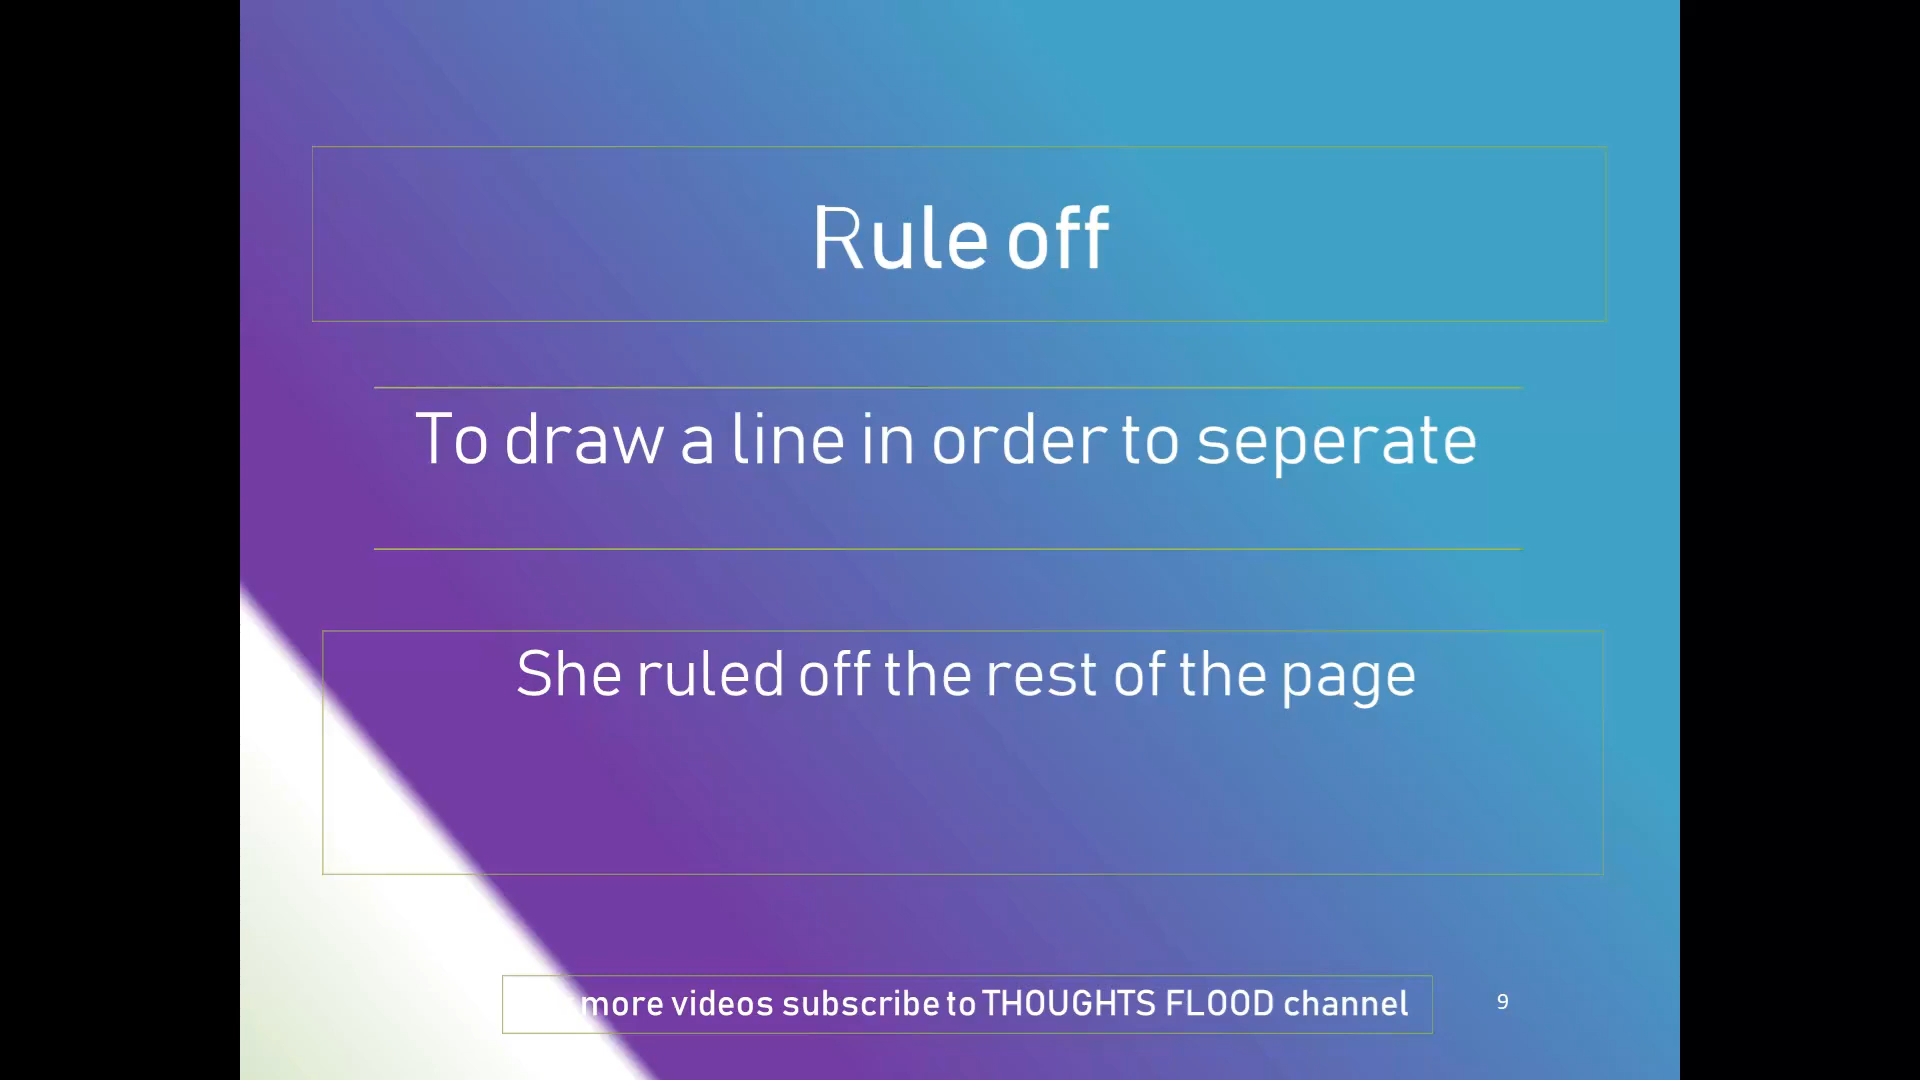 Rule off
To draw a line in order to seperate
She ruled off the rest of the page
more videos subscribe to THOUGHTS FLOOD channel
9